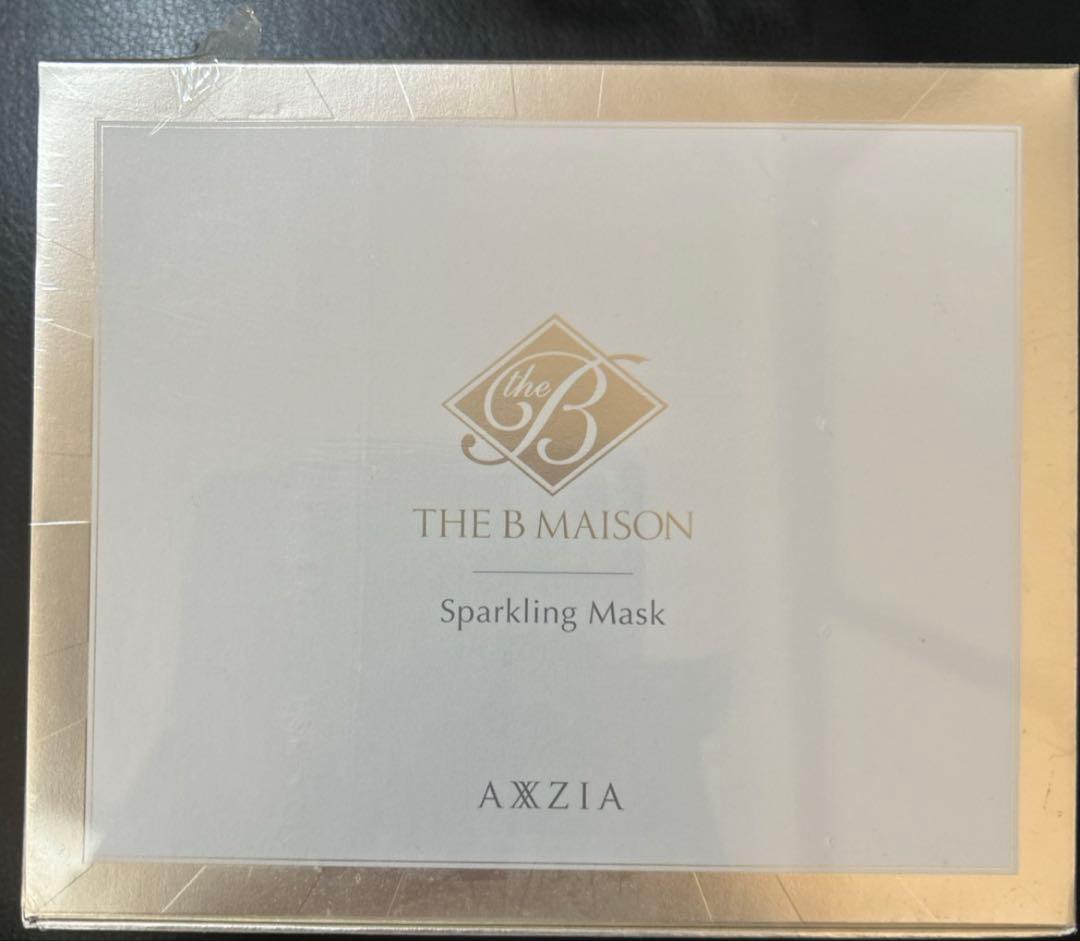 the B
THE B MAISON
Sparkling Mask
AXXZIA